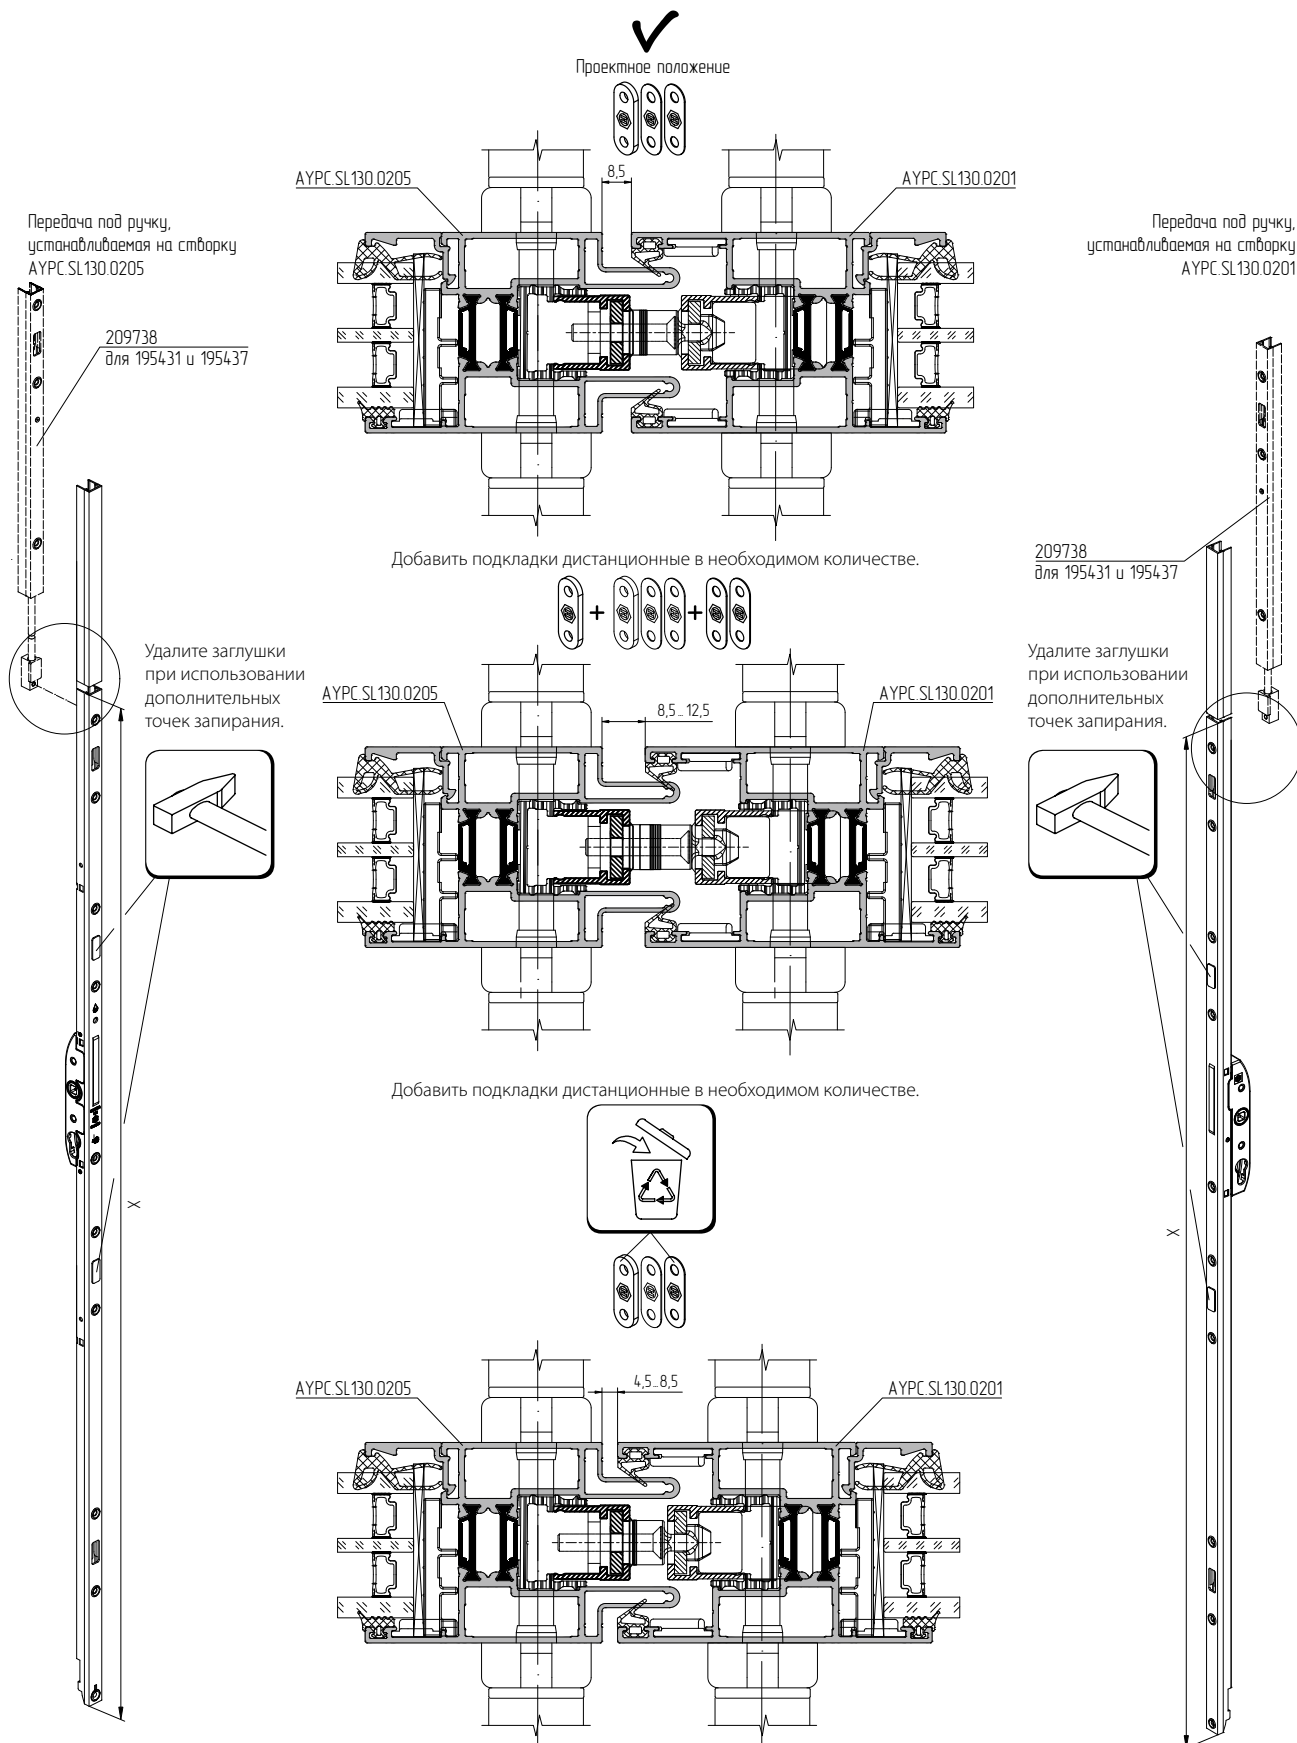 Проектное положение
8,5
AYPC.SL130.0205
AYPC.SL130.0201
Передача под ручку,
устанавливаемая на створку
AYPC.SL130.0205
Передача под ручку,
устанавливаемая на створку
AYPC.SL130.0201
209738
для 195431 и 195437
Добавить подкладки дистанционные в необходимом количестве.
209738
для 195431 и 195437
+
+
Удалите заглушки
при использовании
дополнительных
точек запирания.
Удалите заглушки
при использовании
дополнительных
точек запирания.
AYPC.SL130.0205
8,5...12,5
AYPC.SL130.0201
Добавить подкладки дистанционные в необходимом количестве.
X
X
AYPC.SL130.0205
4,5...8,5
AYPC.SL130.0201